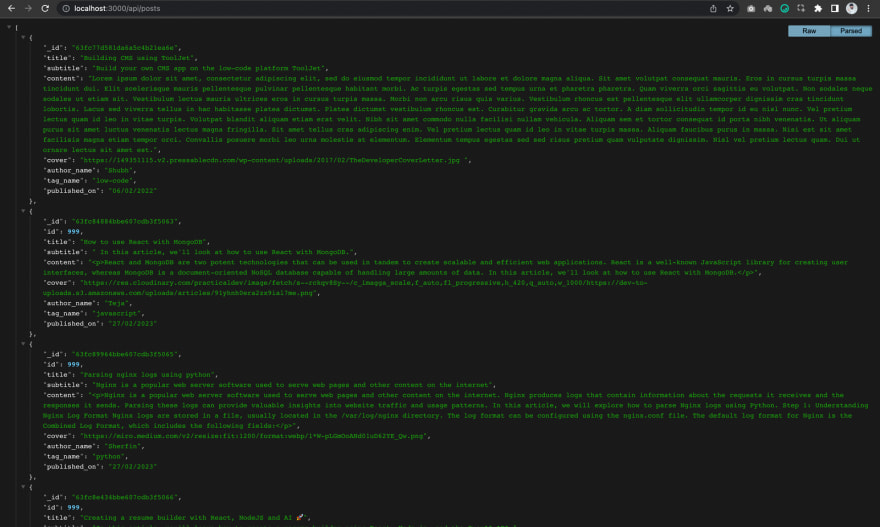 localhost:3000/api/posts
Raw Parsed
[
{
"_id": "63fc77d581da6a5c4b21ea6e",
"title": "Building CMS using ToolJet",
"subtitle": "Build your own CMS app on the low-code platform ToolJet",
"content": "Lorem ipsum dolor sit amet, consectetur adipiscing elit, sed do eiusmod tempor incididunt ut labore et dolore magna aliqua. Sit amet volutpat consequat mauris. Eros in cursus turpis massa
tincidunt dui. Elit scelerisque mauris pellentesque pulvinar pellentesque habitant morbi. Ac turpis egestas sed tempus urna et pharetra pharetra. Quam viverra orci sagittis eu volutpat. Non sodales neque
sodales ut etiam sit. Vestibulum lectus mauris ultrices eros in cursus turpis massa. Morbi non arcu risus quis varius. Vestibulum rhoncus est pellentesque elit ullamcorper dignissim cras tincidunt
lobortis. Lacus sed viverra tellus in hac habitasse platea dictumst. Platea dictumst vestibulum rhoncus est. Curabitur gravida arcu ac tortor. A diam sollicitudin tempor id eu nisl nunc. Vel pretium
lectus quam id leo in vitae turpis. Volutpat blandit aliquam etiam erat velit. Nibh sit amet commodo nulla facilisi nullam vehicula. Aliquam sem et tortor consequat id porta nibh venenatis. Ut aliquam
purus sit amet luctus venenatis lectus magna fringilla. Sit amet tellus cras adipiscing enim. Vel pretium lectus quam id leo in vitae turpis massa. Aliquam faucibus purus in massa. Nisi est sit amet
facilisis magna etiam tempor orci. Convallis posuere morbi leo urna molestie at elementum. Elementum tempus egestas sed sed risus pretium quam vulputate dignissim. Nisl vel pretium lectus quam. Dui ut
ornare lectus sit amet est.",
"cover": "https://149351115.v2.pressablecdn.com/wp-content/uploads/2017/02/TheDeveloperCoverLetter.jpg ",
"author_name": "Shubh",
"tag_name": "low-code",
"published_on": "06/02/2022"
},
{
"_id": "63fc84884bbe607cdb3f5063",
"id": 999,
"title": "How to use React with MongoDB",
"subtitle": " In this article, we'll look at how to use React with MongoDB.",
"content": "<p>React and MongoDB are two potent technologies that can be used in tandem to create scalable and efficient web applications. React is a well-known JavaScript library for creating user
interfaces, whereas MongoDB is a document-oriented NoSQL database capable of handling large amounts of data. In this article, we'll look at how to use React with MongoDB.</p>",
"cover": "https://res.cloudinary.com/practicaldev/image/fetch/s--rckqv8By--/c_imagga_scale,f_auto,fl_progressive,h_420,q_auto,w_1000/https://dev-to-
"author_name": "Teja",
"tag_name": "javascript",
"published_on": "27/02/2023"
},
{
"_id": "63fc89964bbe607cdb3f5065",
"id": 999,
"title": "Parsing nginx logs using python",
"subtitle": "Nginx is a popular web server software used to serve web pages and other content on the internet",
"content": "<p>Nginx is a popular web server software used to serve web pages and other content on the internet. Nginx produces logs that contain information about the requests it receives and the
responses it sends. Parsing these logs can provide valuable insights into website traffic and usage patterns. In this article, we will explore how to parse Nginx logs using Python. Step 1: Understanding
Nginx log format Nginx logs are stored in a file, usually located in the /var/log/nginx directory. The log format can be configured using the nginx.conf file. The default log format for Nginx is the
Combined Log Format, which includes the following fields:</p>",
"cover": "https://miro.medium.com/v2/resize:fit:1200/format:webp/1*W-pLGmOoAHd01uD62YE_Qw.png",
"author_name": "Sherfin",
"tag_name": "python",
"published_on": "27/02/2023"
},
{
"_id": "63fc8e434bbe607cdb3f5066",
"id": 999,
"title": "Creating a resume builder with React, NodeJS and AI 🚀",